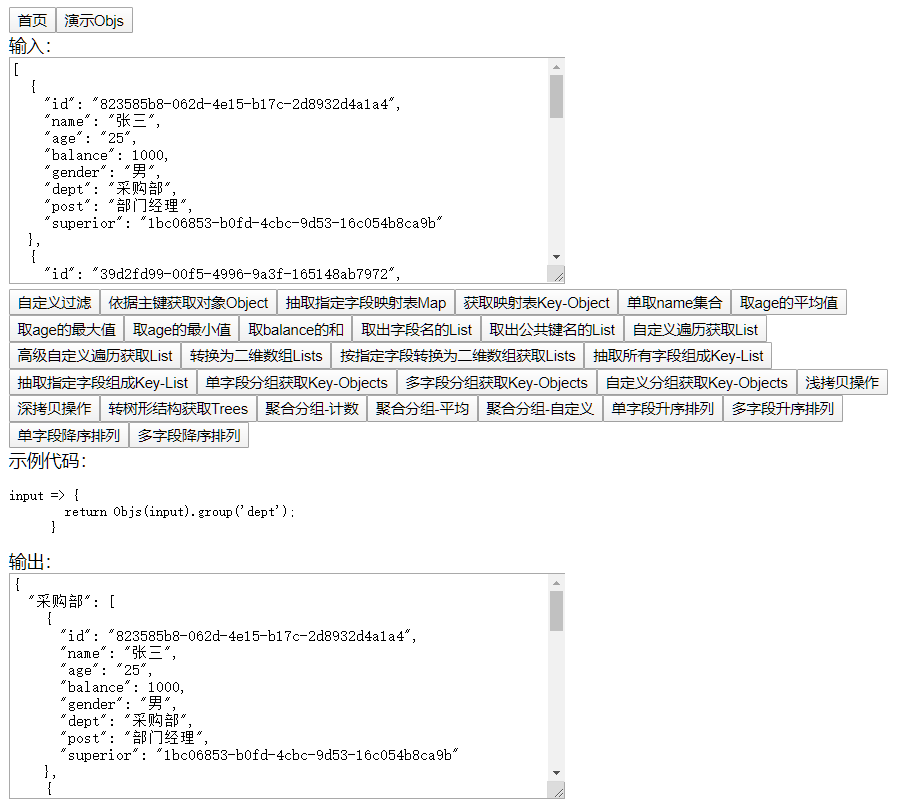 首页 演示Objs
输入:
[
  {
    "id": "823585b8-062d-4e15-b17c-2d8932d4a1a4",
    "name": "张三",
    "age": "25",
    "balance": 1000,
    "gender": "男",
    "dept": "采购部",
    "post": "部门经理",
    "superior": "1bc06853-b0fd-4cbc-9d53-16c054b8ca9b"
  },
  {
    "id": "39d2fd99-00f5-4996-9a3f-165148ab7972",
自定义过滤 依据主键获取对象Object 抽取指定字段映射表Map 获取映射表Key-Object 单取name集合 取age的平均值
取age的最大值 取age的最小值 取balance的和 取出字段名的List 取出公共键名的List 自定义遍历获取List
高级自定义遍历获取List 转换为二维数组Lists 按指定字段转换为二维数组获取Lists 抽取所有字段组成Key-List
抽取指定字段组成Key-List 单字段分组获取Key-Objects 多字段分组获取Key-Objects 自定义分组获取Key-Objects 浅拷贝操作
深拷贝操作 转树形结构获取Trees 聚合分组-计数 聚合分组-平均 聚合分组-自定义 单字段升序排列 多字段升序排列
单字段降序排列 多字段降序排列
示例代码:
input => {
        return Objs(input).group('dept');
      }
输出:
{
  "采购部": [
    {
      "id": "823585b8-062d-4e15-b17c-2d8932d4a1a4",
      "name": "张三",
      "age": "25",
      "balance": 1000,
      "gender": "男",
      "dept": "采购部",
      "post": "部门经理",
      "superior": "1bc06853-b0fd-4cbc-9d53-16c054b8ca9b"
    },
    {